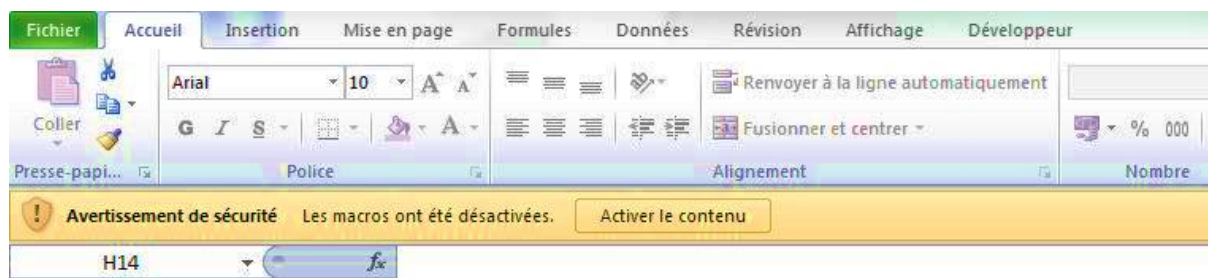 Fichier Accueil Insertion Mise en page Formules Données Révision Affichage Développeur
Arial 10 A A Renvoyer à la ligne automatiquement
Coller G I S A Fusionner et centrer % 000
Presse-papi... Police Alignement Nombre
! Avertissement de sécurité Les macros ont été désactivées. Activer le contenu
H14 fx